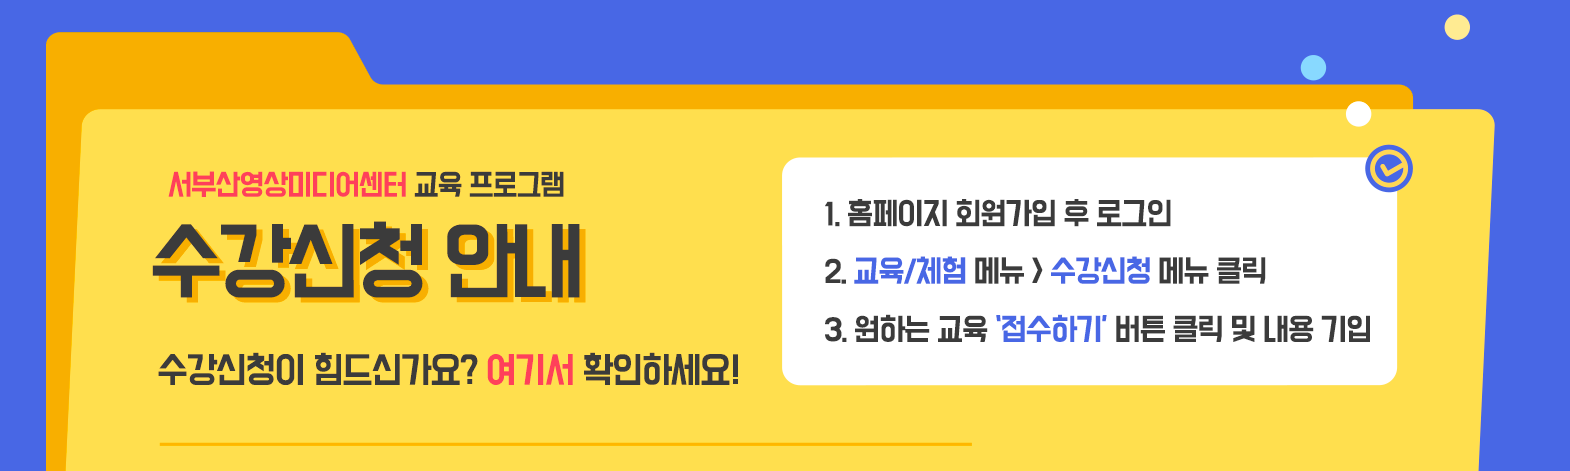 서부산영상미디어센터 교육 프로그램
수강신청 안내
수강신청이 힘드신가요? 여기서 확인하세요!
1. 홈페이지 회원가입 후 로그인
2. 교육/체험 메뉴 > 수강신청 메뉴 클릭
3. 원하는 교육 '접수하기' 버튼 클릭 및 내용 기입